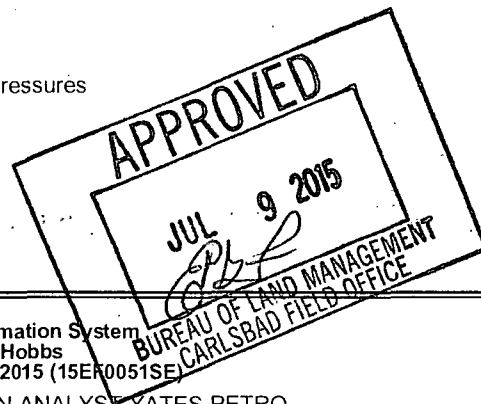 ressures
APPROVED
JUL 9 2015
BUREAU OF LAND MANAGEMENT
CARLSBAD FIELD OFFICE
mation System
Hobbs
2015 (15EF0051SE)
N ANALYST YATES PETRO